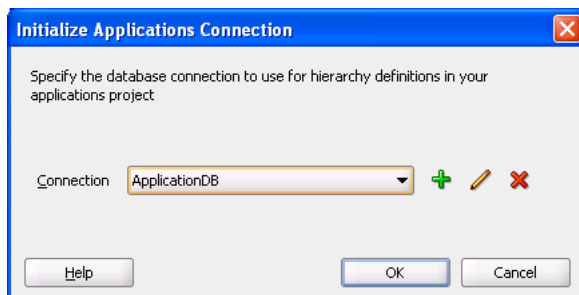 Initialize Applications Connection
Specify the database connection to use for hierarchy definitions in your
applications project
Connection ApplicationDB
Help OK Cancel